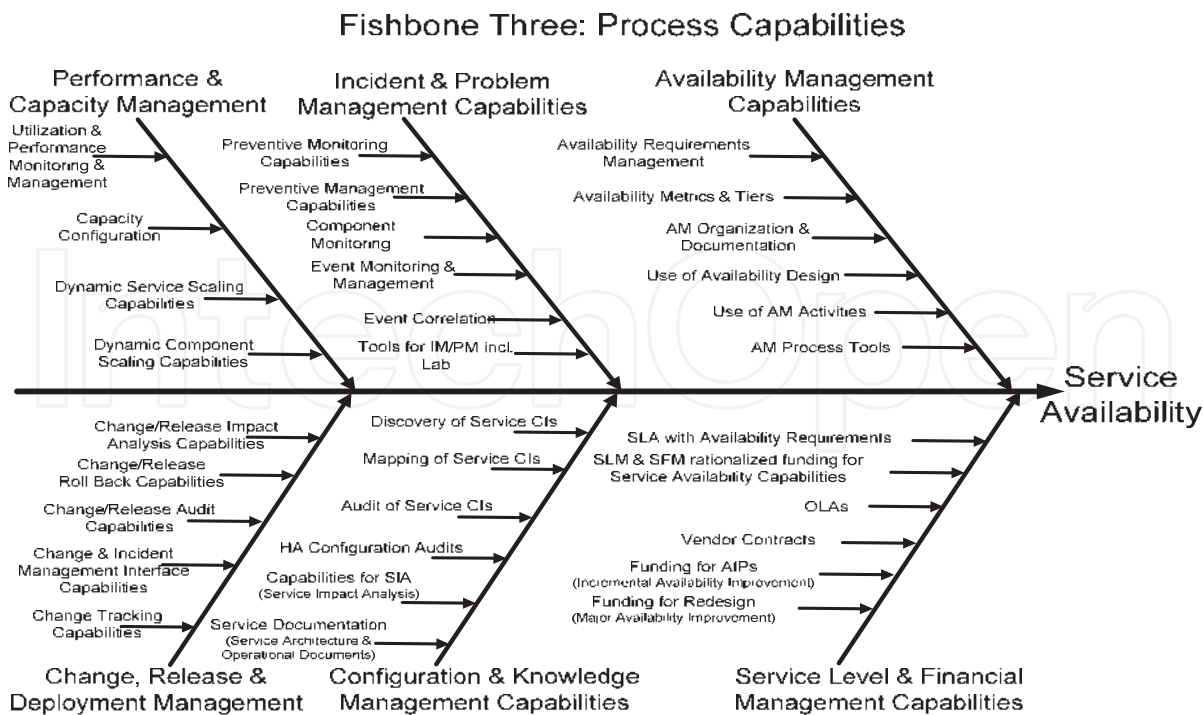 Fishbone Three: Process Capabilities
Performance &
Capacity Management
Utilization &
Performance
Monitoring &
Management
Capacity
Configuration
Dynamic Service Scaling
Capabilities
Dynamic Component
Scaling Capabilities
Incident & Problem
Management Capabilities
Preventive Monitoring
Capabilities
Preventive Management
Capabilities
Component
Monitoring
Event Monitoring &
Management
Event Correlation
Tools for IM/PM incl.
Lab
Availability Management
Capabilities
Availability Requirements
Management
Availability Metrics & Tiers
AM Organization &
Documentation
Use of Availability Design
Use of AM Activities
AM Process Tools
Service
Availability
Change/Release Impact
Analysis Capabilities
Change/Release
Roll Back Capabilities
Change/Release Audit
Capabilities
Change & Incident
Management Interface
Capabilities
Change Tracking
Capabilities
Change, Release &
Deployment Management
Discovery of Service CIs
Mapping of Service CIs
Audit of Service CIs
HA Configuration Audits
Capabilities for SIA
(Service Impact Analysis)
Service Documentation
(Service Architecture &
Operational Documents)
Configuration & Knowledge
Management Capabilities
SLA with Availability Requirements
SLM & SFM rationalized funding for
Service Availability Capabilities
OLAs
Vendor Contracts
Funding for AIPs
(Incremental Availability Improvement)
Funding for Redesign
(Major Availability Improvement)
Service Level & Financial
Management Capabilities
IntechOpen